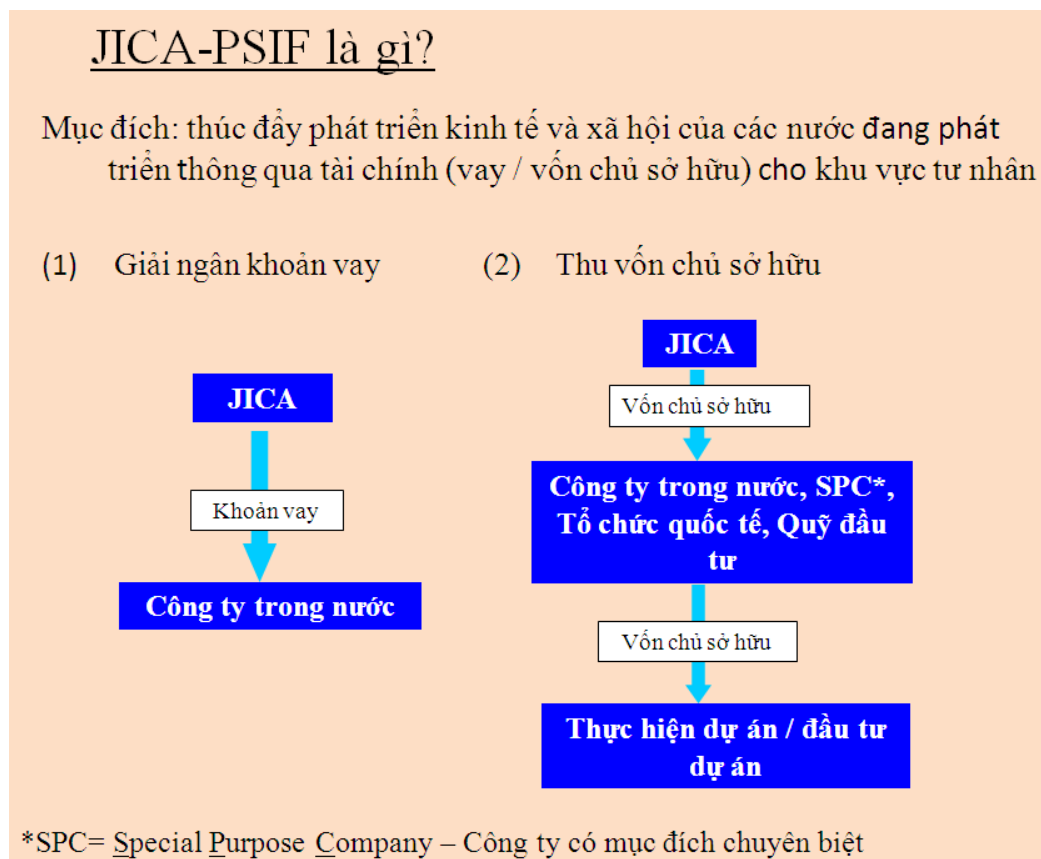 JICA-PSIF là gì?
Mục đích: thúc đẩy phát triển kinh tế và xã hội của các nước đang phát
triển thông qua tài chính (vay / vốn chủ sở hữu) cho khu vực tư nhân
(1) Giải ngân khoản vay
JICA
Khoản vay
Công ty trong nước
(2) Thu vốn chủ sở hữu
JICA
Vốn chủ sở hữu
Công ty trong nước, SPC*,
Tổ chức quốc tế, Quỹ đầu
tư
Vốn chủ sở hữu
Thực hiện dự án / đầu tư
dự án
*SPC= Special Purpose Company – Công ty có mục đích chuyên biệt